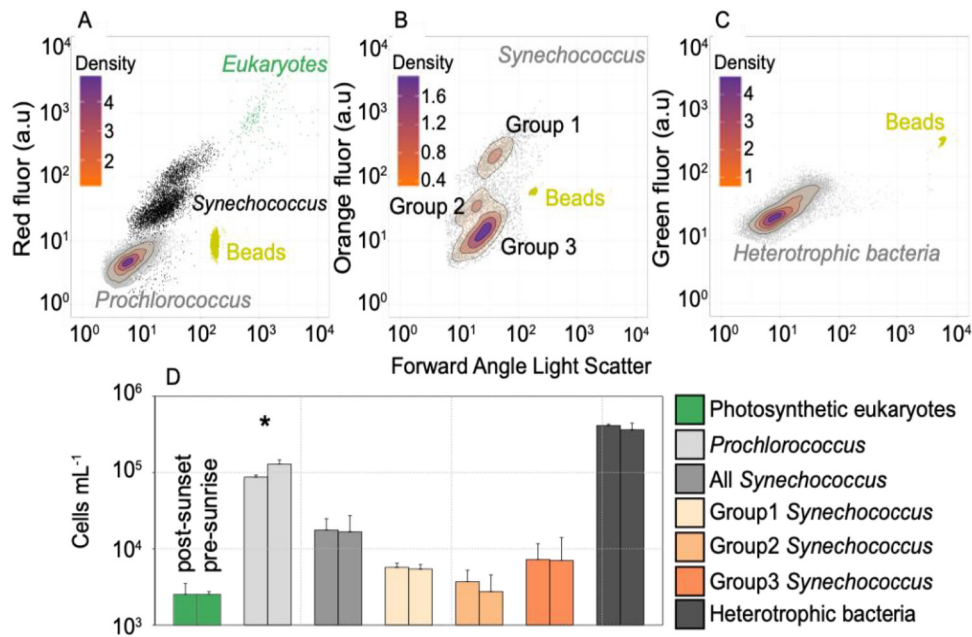 A
Red fluor (a.u)
10⁴
10³
10²
10¹
10⁰
10⁰ 10¹ 10² 10³ 10⁴
Density
4
3
2
Eukaryotes
Synechococcus
Beads
Prochlorococcus
B
Orange fluor (a.u)
10⁴
10³
10²
10¹
10⁰
10⁰ 10¹ 10² 10³ 10⁴
Density
1.6
1.2
0.8
0.4
Synechococcus
Group 1
Beads
Group 2
Group 3
C
Green fluor (a.u)
10⁴
10³
10²
10¹
10⁰
10⁰ 10¹ 10² 10³ 10⁴
Density
4
3
2
1
Beads
Heterotrophic bacteria
Forward Angle Light Scatter
D
Cells mL⁻¹
10⁶
10⁵
10⁴
10³
post-sunset
pre-sunrise
*
Photosynthetic eukaryotes
Prochlorococcus
All Synechococcus
Group1 Synechococcus
Group2 Synechococcus
Group3 Synechococcus
Heterotrophic bacteria